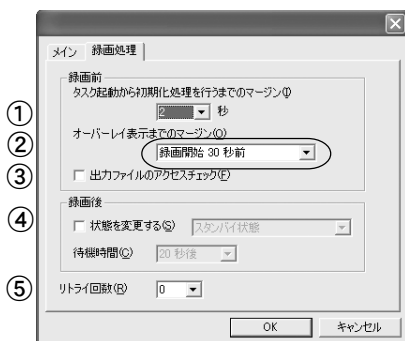 メイン 録画処理
録画前
タスク起動から初期化処理を行うまでのマージン(I)
① 2 秒
オーバーレイ表示までのマージン(O)
② 録画開始 30 秒前
③ 出力ファイルのアクセスチェック(F)
録画後
④ 状態を変更する(S) スタンバイ状態
待機時間(C) 20 秒後
⑤ リトライ回数(R) 0
OK キャンセル